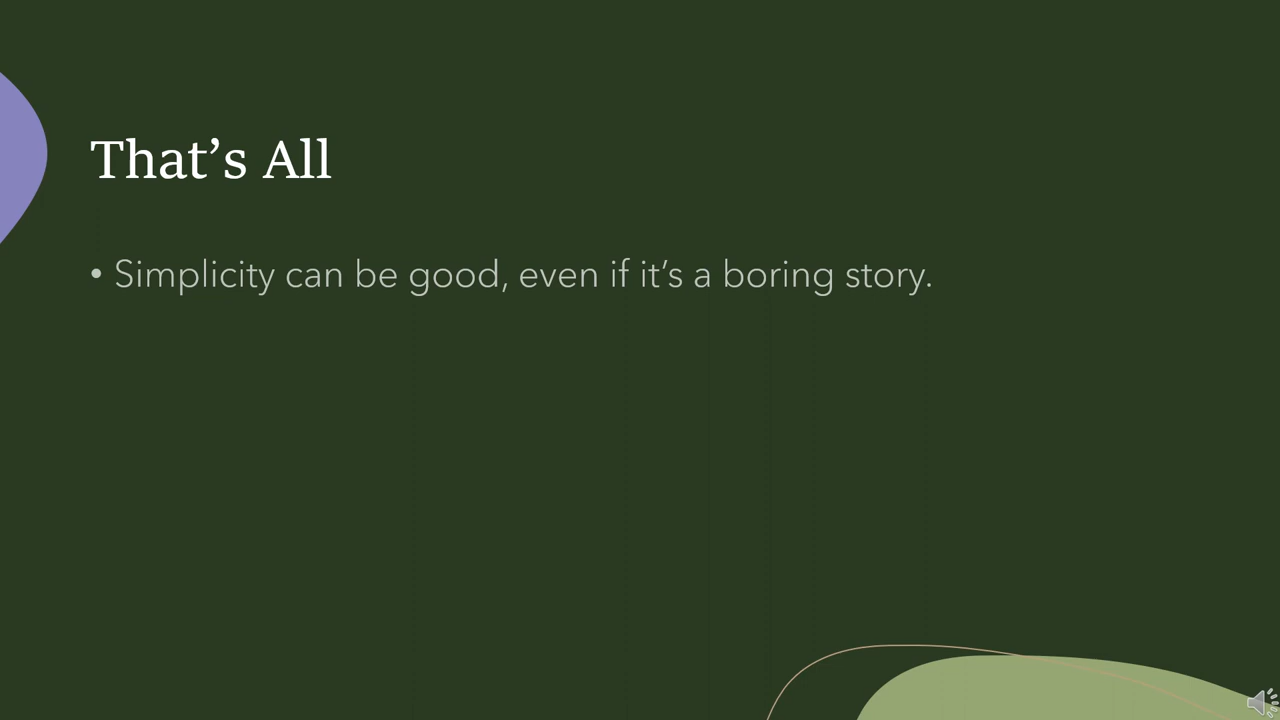 That’s All
• Simplicity can be good, even if it’s a boring story.